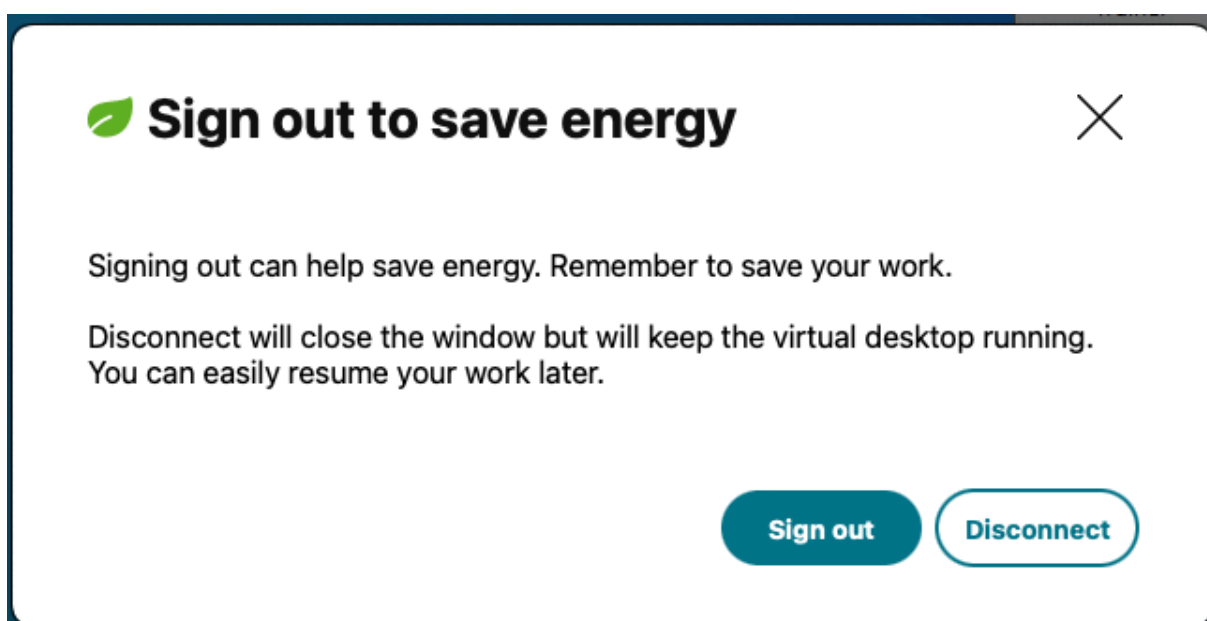 Sign out to save energy
Signing out can help save energy. Remember to save your work.
Disconnect will close the window but will keep the virtual desktop running.
You can easily resume your work later.
Sign out
Disconnect